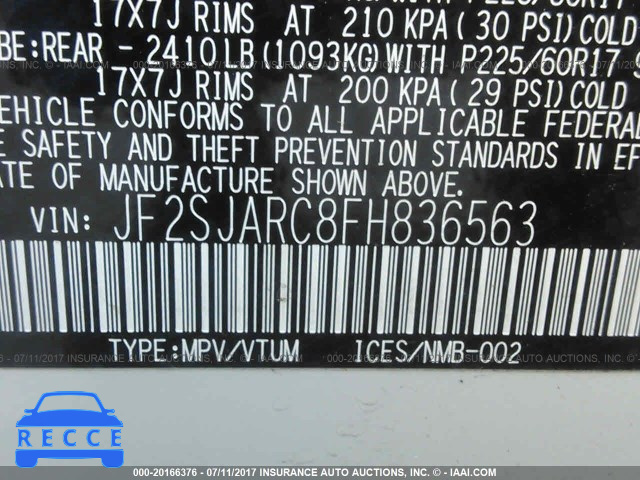 17X7J RIMS AT 210 KPA(30 PSI)COLD
BE:REAR - 2410LB(1093KG)WITH P225/60R17
17X7J RIMS AT 200 KPA(29 PSI)COLD
EHICLE CONFORMS TO ALL APPLICABLE FEDERA
E SAFETY AND THEFT PREVENTION STANDARDS IN EF
ATE OF MANUFACTURE SHOWN ABOVE.
VIN: JF2SJARC8FH836563
TYPE:MPV/VTUM ICES/NMB-002
RECCE
000-20166376 - 07/11/2017 INSURANCE AUTO AUCTIONS INC. - © - IAAI.COM